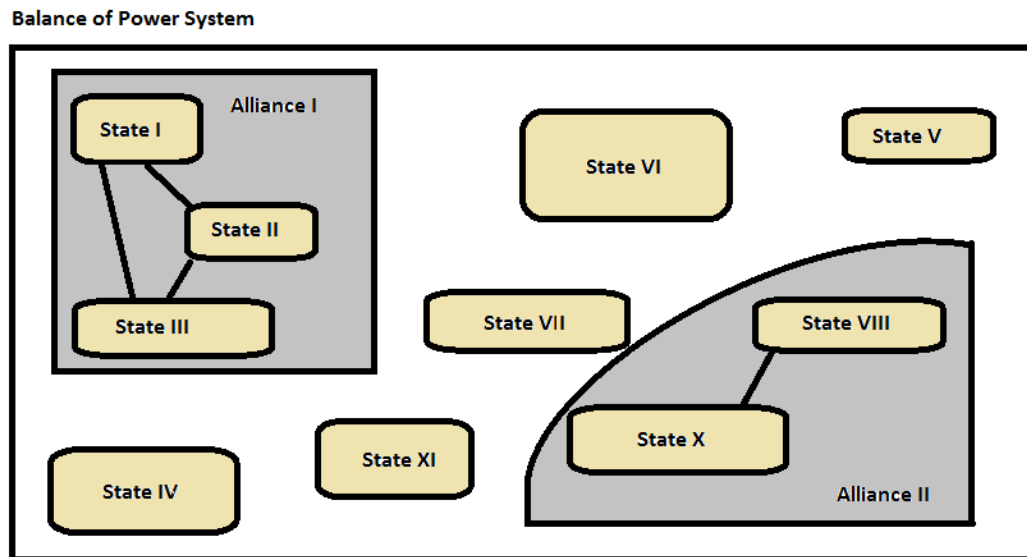 Balance of Power System
Alliance I
State I
State II
State III
State VI
State V
State VII
State VIII
State X
Alliance II
State XI
State IV